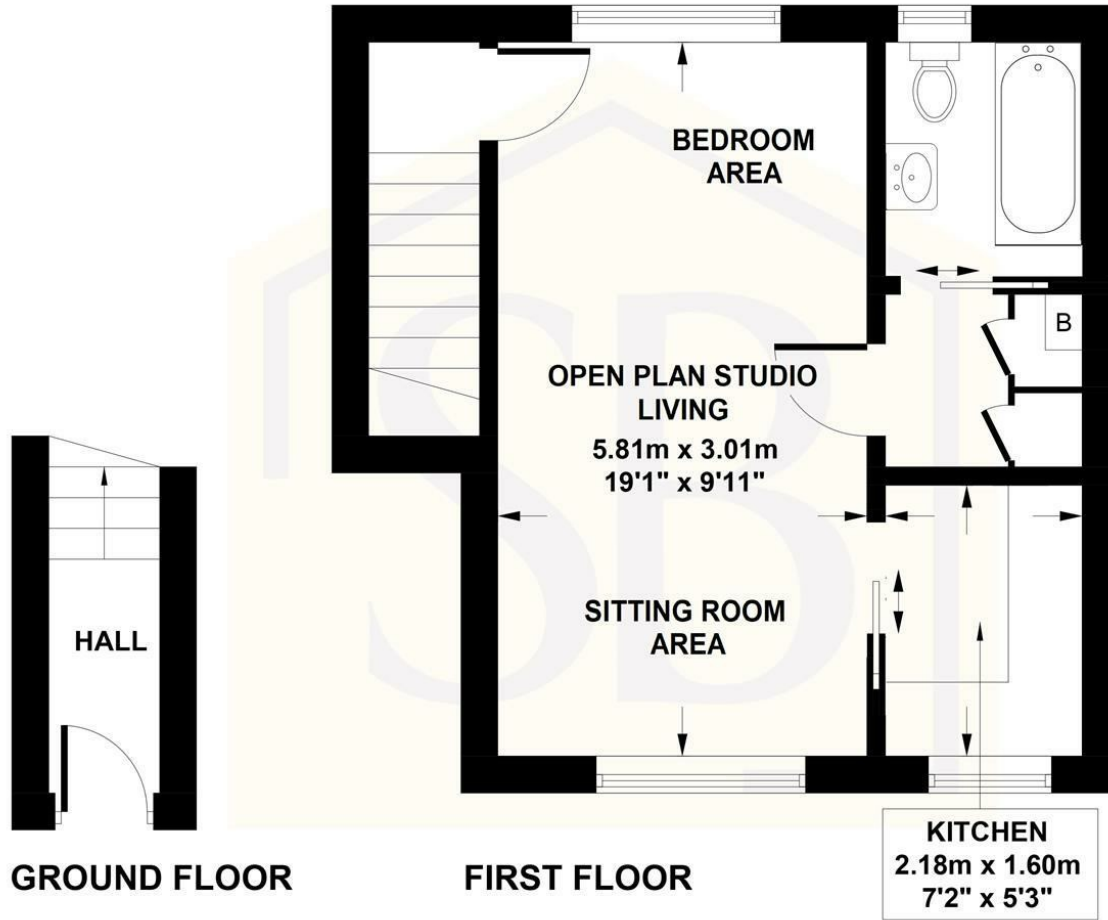 BEDROOM
AREA
B
OPEN PLAN STUDIO
LIVING
5.81m x 3.01m
19'1" x 9'11"
SITTING ROOM
AREA
HALL
KITCHEN
2.18m x 1.60m
7'2" x 5'3"
GROUND FLOOR
FIRST FLOOR
SB